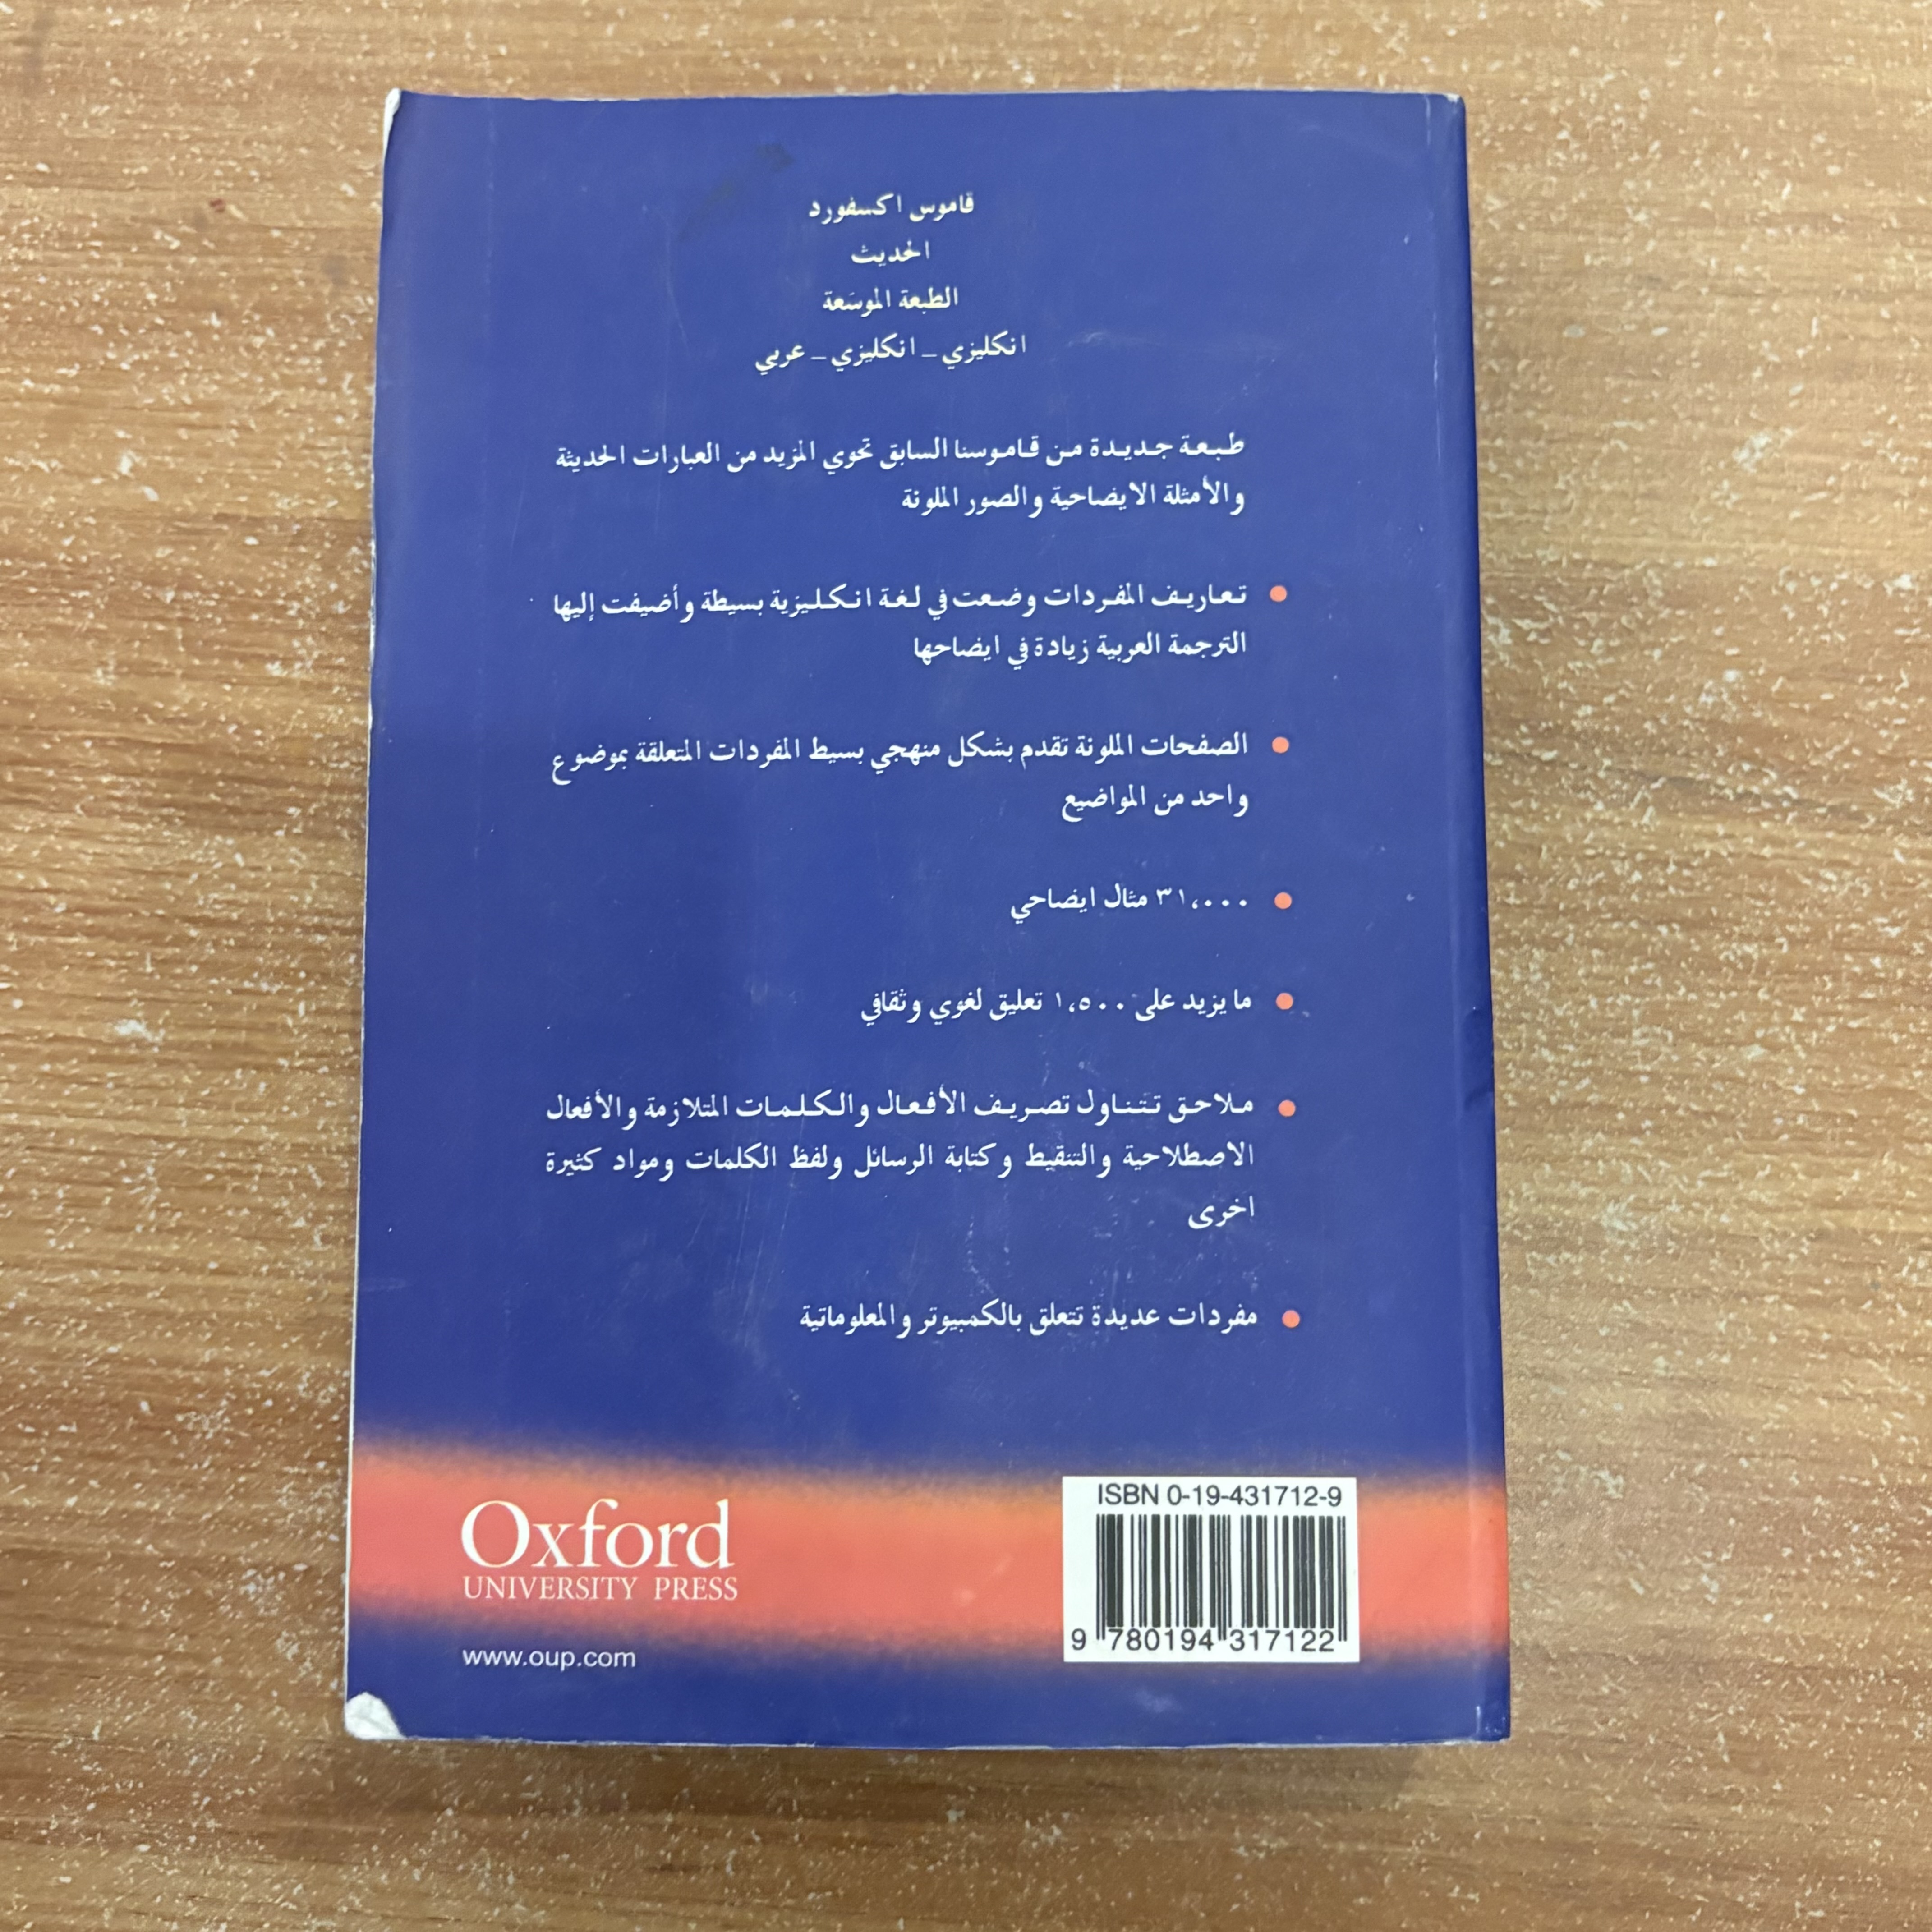 قاموس اكسفورد
الحديث
الطبعة الموسَعة
انكليزي - انكليزي - عربي
طبعة جديدة من قاموسنا السابق تحوي المزيد من العبارات الحديثة
والأمثلة الايضاحية والصور الملونة
• تعاريف المفردات وضعت في لغة انكليزية بسيطة وأضيفت إليها
الترجمة العربية زيادة في ايضاحها
• الصفحات الملونة تقدم بشكل منهجي بسيط المفردات المتعلقة بموضوع
واحد من المواضيع
• ٣١،٠٠٠ مثال ايضاحي
• ما يزيد على ١،٥٠٠ تعليق لغوي وثقافي
• ملاحق تتناول تصريف الأفعال والكلمات المتلازمة والأفعال
الاصطلاحية والتنقيط وكتابة الرسائل ولفظ الكلمات ومواد كثيرة
اخرى
• مفردات عديدة تتعلق بالكمبيوتر والمعلوماتية
ISBN 0-19-431712-9
9 780194 317122
Oxford
UNIVERSITY PRESS
www.oup.com